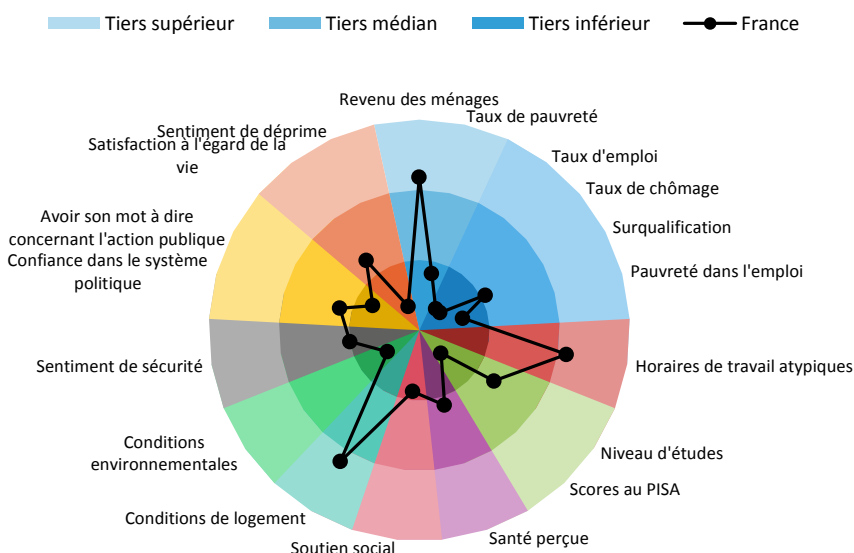 Tiers supérieur
Tiers médian
Tiers inférieur
France
Revenu des ménages
Taux de pauvreté
Taux d'emploi
Taux de chômage
Surqualification
Pauvreté dans l'emploi
Horaires de travail atypiques
Niveau d'études
Scores au PISA
Santé perçue
Soutien social
Conditions de logement
Conditions
environnementales
Sentiment de sécurité
Confiance dans le système
politique
Avoir son mot à dire
concernant l'action publique
Satisfaction à l'égard de la
vie
Sentiment de déprime